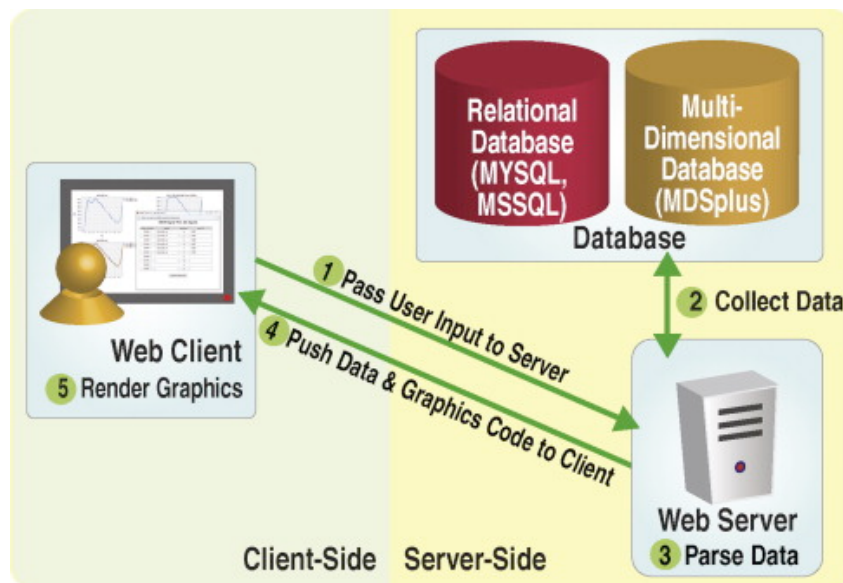 Relational
Database
(MYSQL,
MSSQL)
Multi-
Dimensional
Database
(MDSplus)
Database
1 Pass User Input to Server
2 Collect Data
4 Push Data & Graphics Code to Client
Web Client
5 Render Graphics
Web Server
3 Parse Data
Client-Side
Server-Side